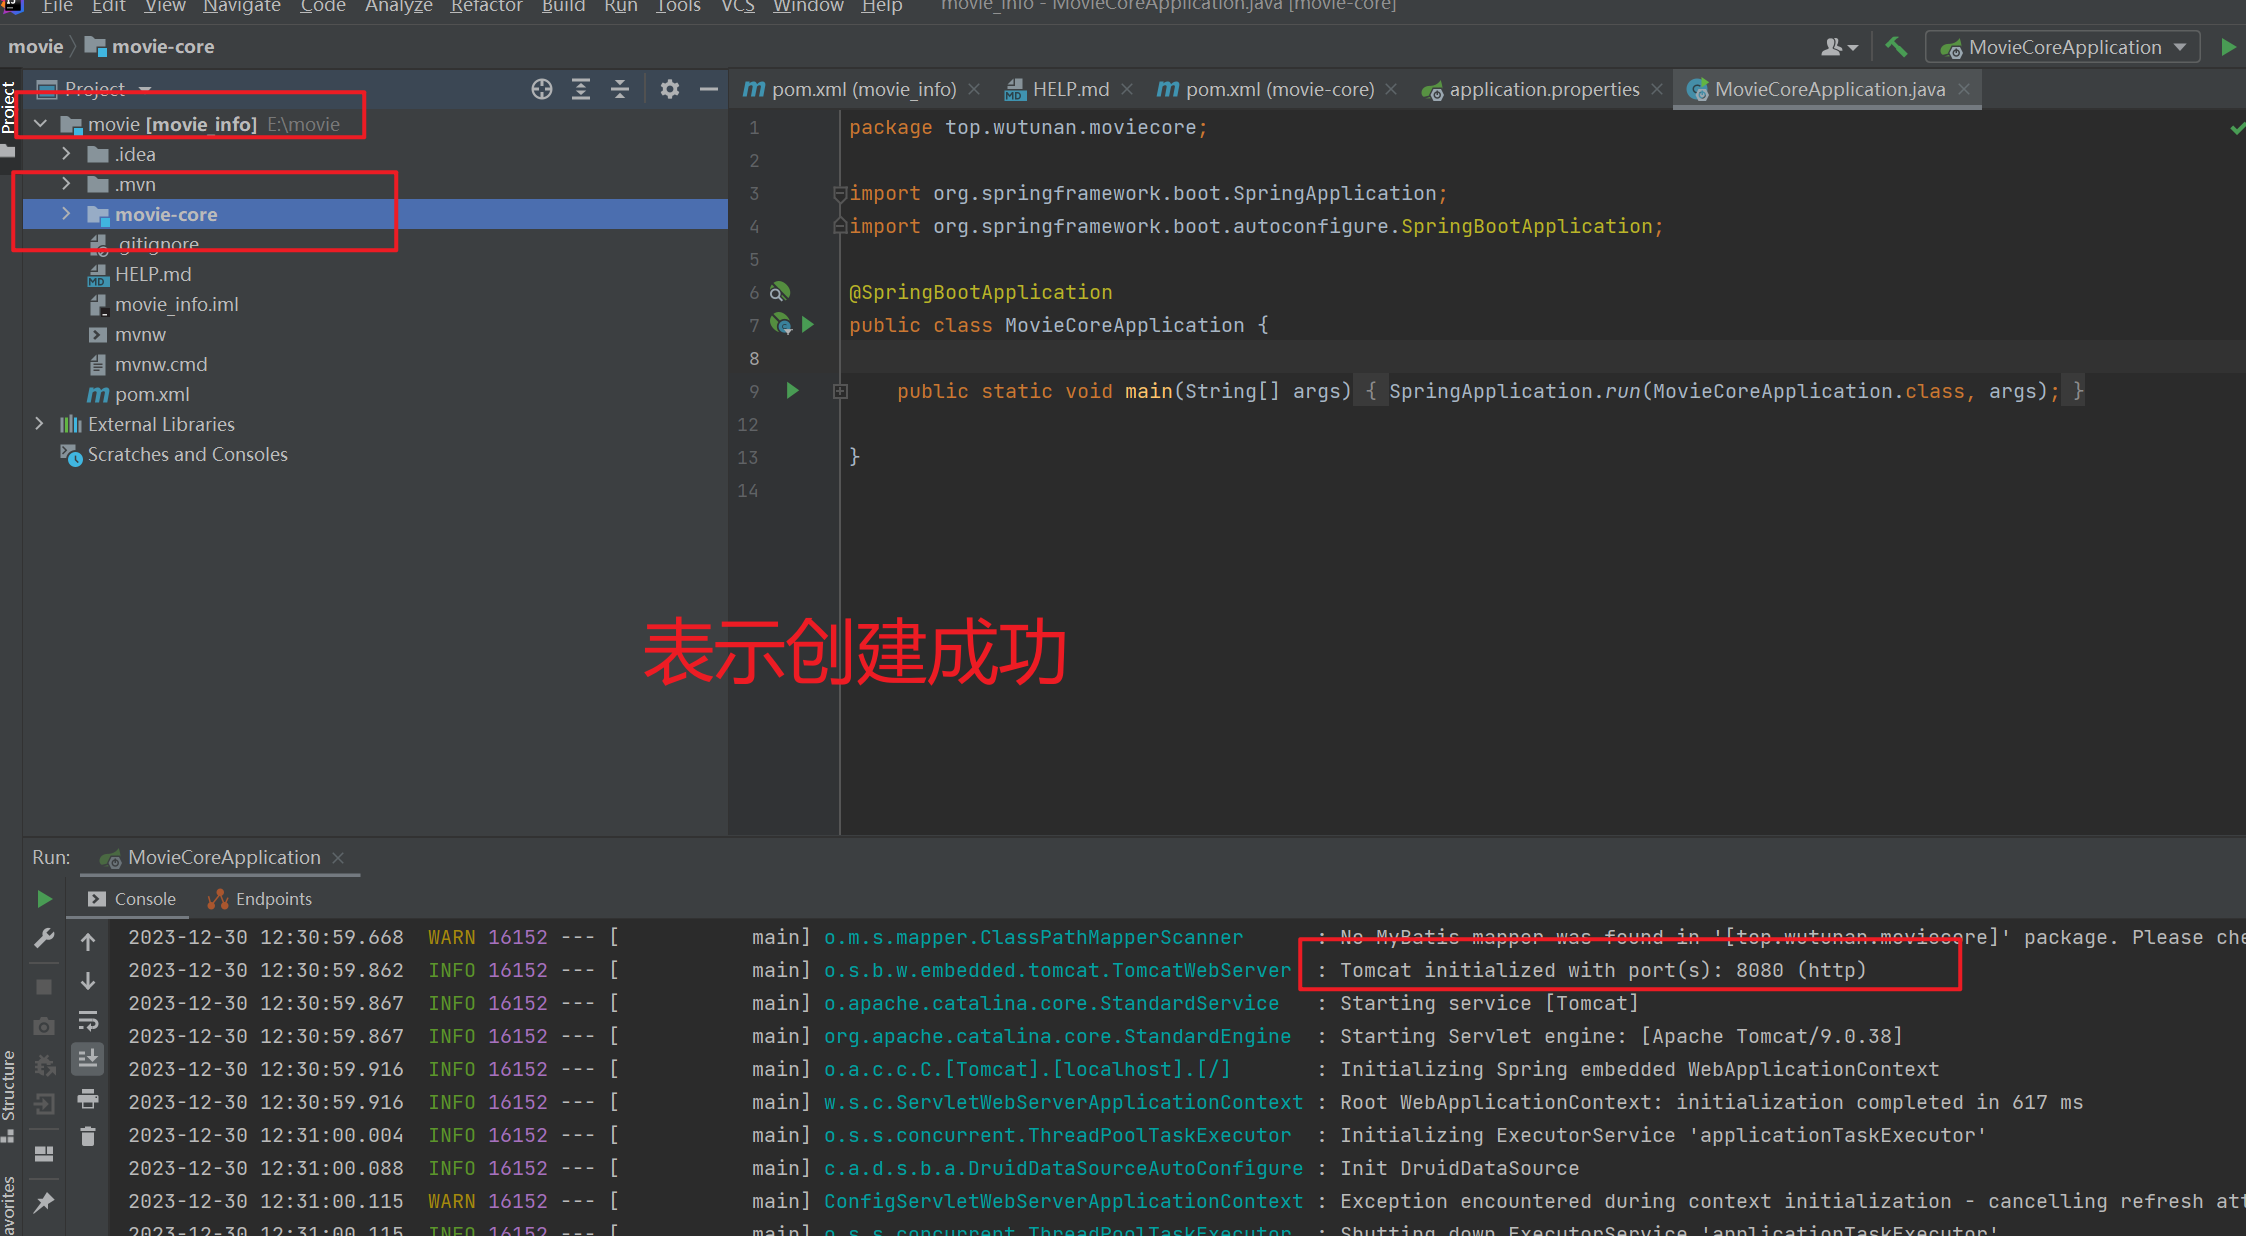 File Edit View Navigate Code Analyze Refactor Build Run Tools VCS Window Help movie_info - MovieCoreApplication.java [movie-core]
movie movie-core MovieCoreApplication
Project
Project
pom.xml (movie_info) HELP.md pom.xml (movie-core) application.properties MovieCoreApplication.java
movie [movie_info] E:\movie
.idea
.mvn
movie-core
.gitignore
HELP.md
movie_info.iml
mvnw
mvnw.cmd
pom.xml
External Libraries
Scratches and Consoles
1 package top.wutunan.moviecore;
2
3 import org.springframework.boot.SpringApplication;
4 import org.springframework.boot.autoconfigure.SpringBootApplication;
5
6 @SpringBootApplication
7 public class MovieCoreApplication {
8
9 public static void main(String[] args) { SpringApplication.run(MovieCoreApplication.class, args); }
12
13 }
14
表示创建成功
Run: MovieCoreApplication
Console Endpoints
2023-12-30 12:30:59.668 WARN 16152 --- [ main] o.m.s.mapper.ClassPathMapperScanner : No MyBatis mapper was found in '[top.wutunan.moviecore]' package. Please che
2023-12-30 12:30:59.862 INFO 16152 --- [ main] o.s.b.w.embedded.tomcat.TomcatWebServer : Tomcat initialized with port(s): 8080 (http)
2023-12-30 12:30:59.867 INFO 16152 --- [ main] o.apache.catalina.core.StandardService : Starting service [Tomcat]
2023-12-30 12:30:59.867 INFO 16152 --- [ main] org.apache.catalina.core.StandardEngine : Starting Servlet engine: [Apache Tomcat/9.0.38]
2023-12-30 12:30:59.916 INFO 16152 --- [ main] o.a.c.c.C.[Tomcat].[localhost].[/] : Initializing Spring embedded WebApplicationContext
2023-12-30 12:30:59.916 INFO 16152 --- [ main] w.s.c.ServletWebServerApplicationContext : Root WebApplicationContext: initialization completed in 617 ms
2023-12-30 12:31:00.004 INFO 16152 --- [ main] o.s.s.concurrent.ThreadPoolTaskExecutor : Initializing ExecutorService 'applicationTaskExecutor'
2023-12-30 12:31:00.088 INFO 16152 --- [ main] c.a.d.s.b.a.DruidDataSourceAutoConfigure : Init DruidDataSource
2023-12-30 12:31:00.115 WARN 16152 --- [ main] ConfigServletWebServerApplicationContext : Exception encountered during context initialization - cancelling refresh att
2023-12-30 12:31:00.115 INFO 16152 --- [ main] o.s.s.concurrent.ThreadPoolTaskExecutor : Shutting down ExecutorService 'applicationTaskExecutor'
Structure
avorites